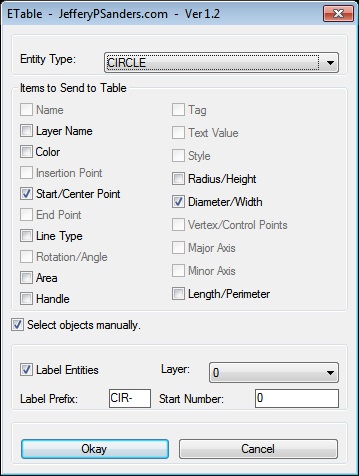 ETable - JefferyPSanders.com - Ver 1.2
Entity Type: CIRCLE
Items to Send to Table
Name
Layer Name
Color
Insertion Point
Start/Center Point
End Point
Line Type
Rotation/Angle
Area
Handle
Tag
Text Value
Style
Radius/Height
Diameter/Width
Vertex/Control Points
Major Axis
Minor Axis
Length/Perimeter
Select objects manually.
Label Entities Layer: 0
Label Prefix: CIR- Start Number: 0
Okay Cancel